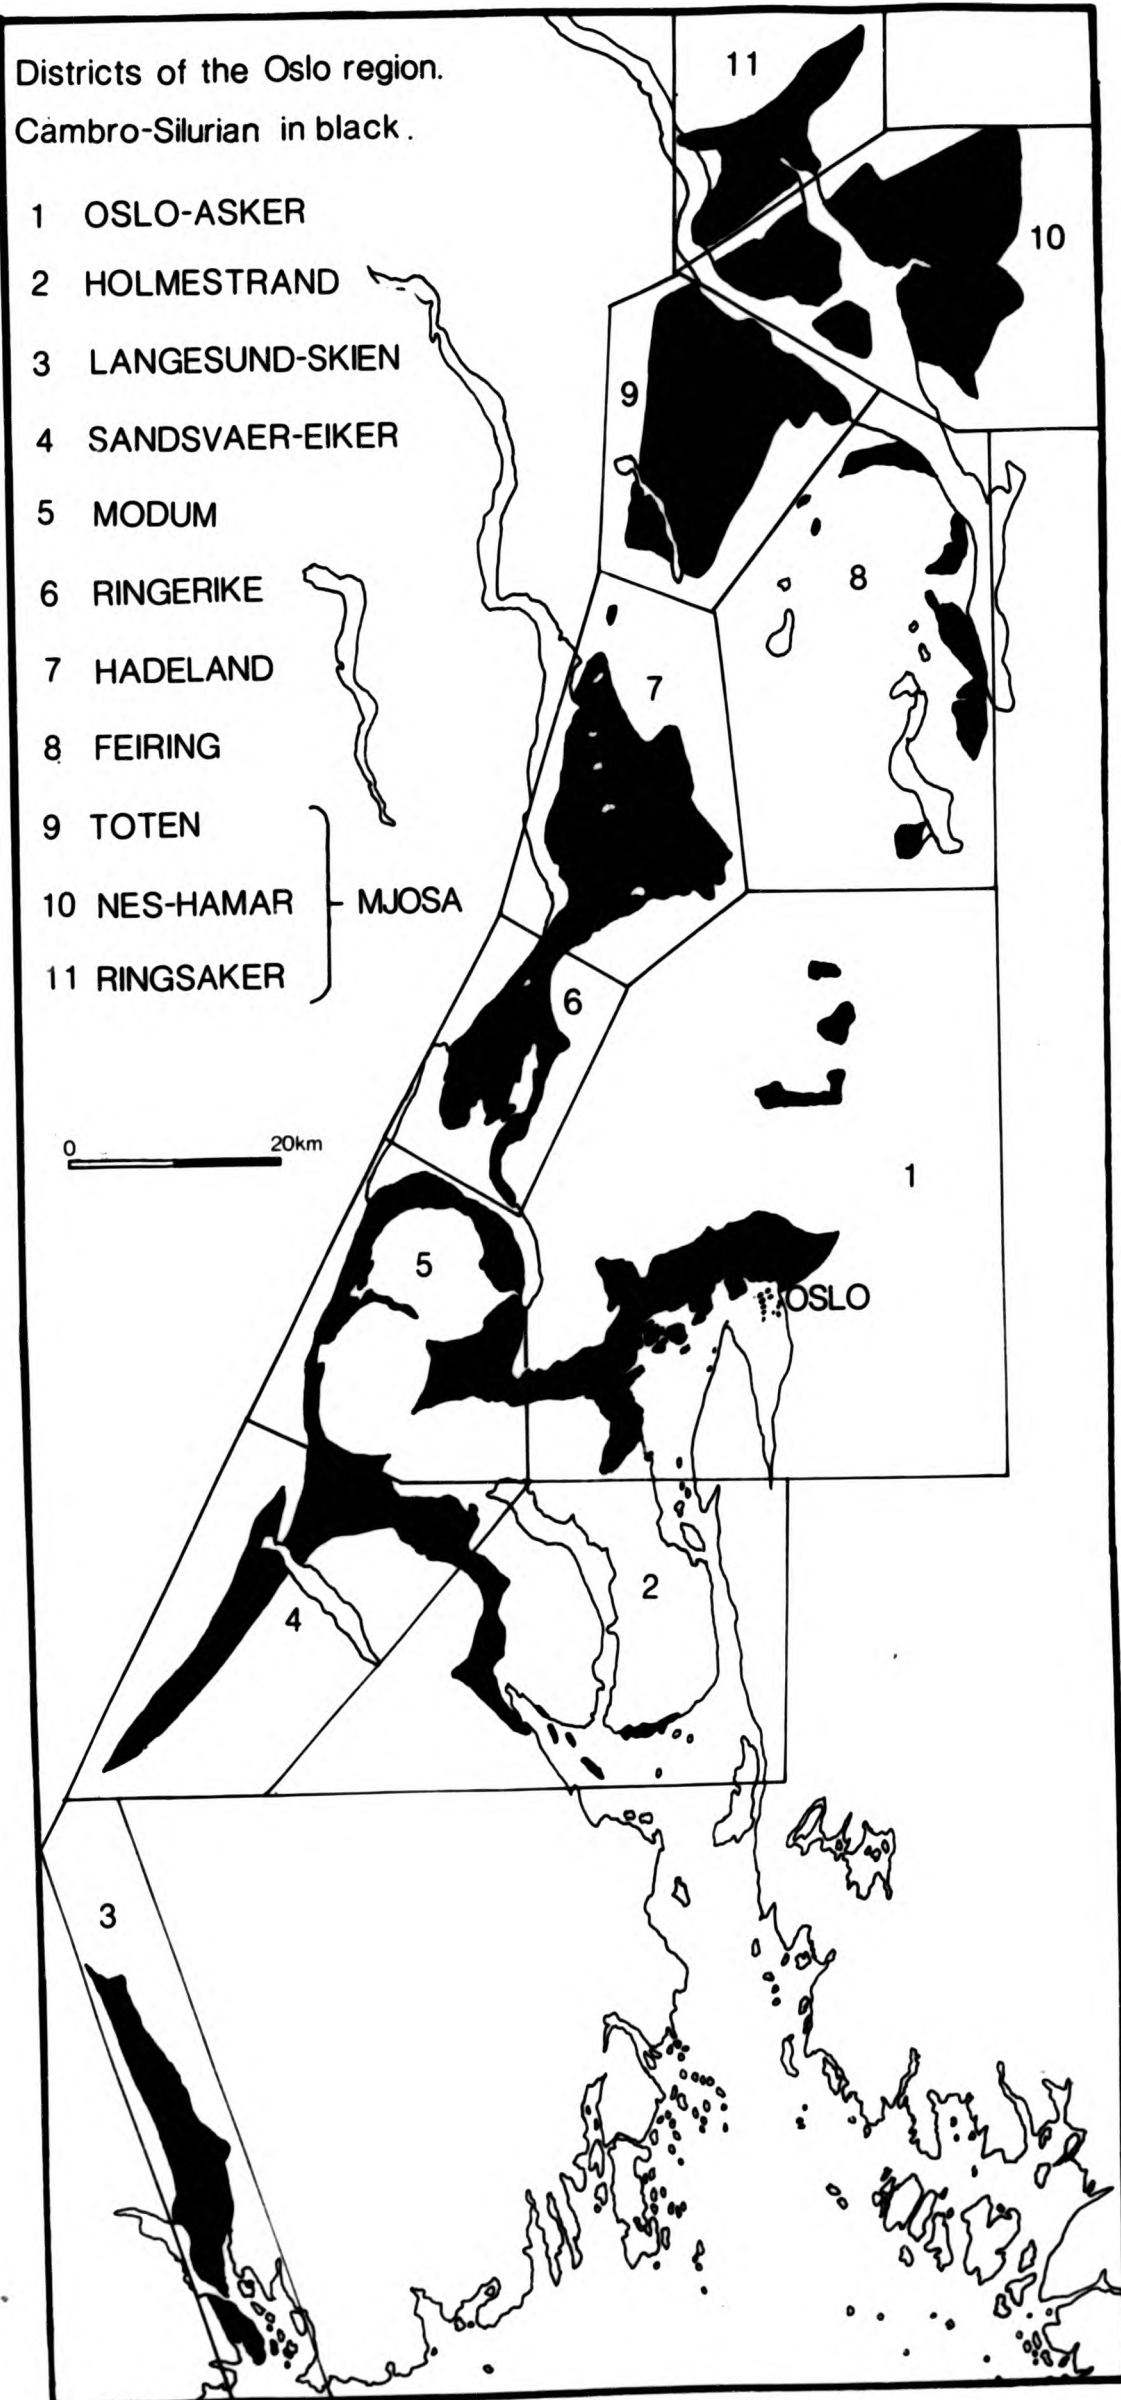 Districts of the Oslo region.
Cambro-Silurian in black.
1 OSLO-ASKER
2 HOLMESTRAND
3 LANGESUND-SKIEN
4 SANDSVAER-EIKER
5 MODUM
6 RINGERIKE
7 HADELAND
8 FEIRING
9 TOTEN
10 NES-HAMAR
11 RINGSAKER
MJOSA
0 20km
11
10
9
8
7
6
1
5
OSLO
2
4
3